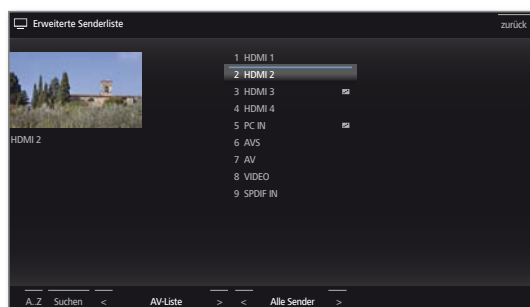 Erweiterte Senderliste
zurück
1 HDMI 1
2 HDMI 2
3 HDMI 3
4 HDMI 4
5 PC IN
6 AVS
7 AV
8 VIDEO
9 SPDIF IN
HDMI 2
A..Z Suchen < AV-Liste > < Alle Sender >